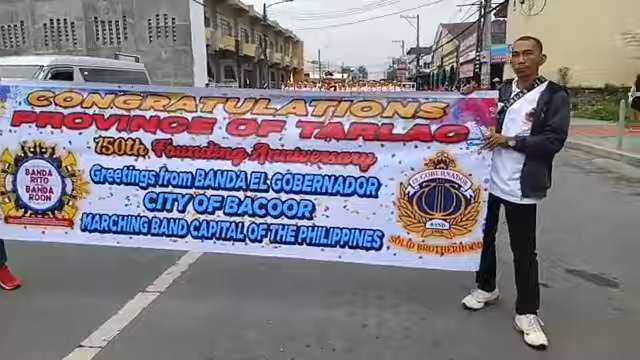 CONGRATULATIONS
PROVINCE OF TARLAC
150th Founding Anniversary
Greetings from BANDA EL GOBERNADOR
CITY OF BACOOR
MARCHING BAND CAPITAL OF THE PHILIPPINES
BANDA
RITO
BANDA
ROON
EL GOBERNADOR
BAND
SOLID BROTHERHOOD